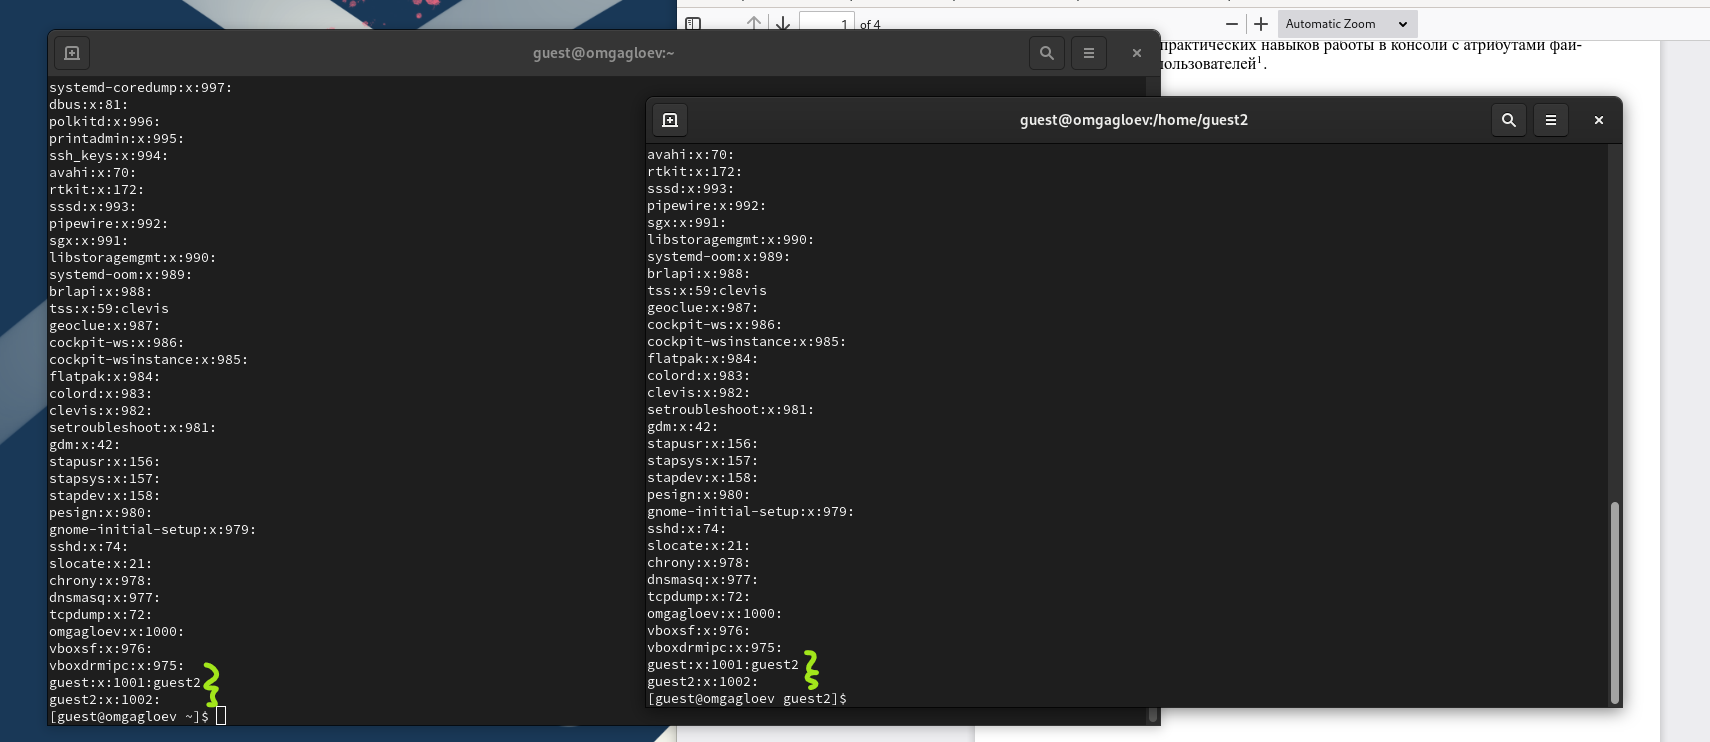 1 of 4
Automatic Zoom
практических навыков работы в консоли с атрибутами фай-
ользователей¹.
guest@omgagloev:~
systemd-coredump:x:997:
dbus:x:81:
polkitd:x:996:
printadmin:x:995:
ssh_keys:x:994:
avahi:x:70:
rtkit:x:172:
sssd:x:993:
pipewire:x:992:
sgx:x:991:
libstoragemgmt:x:990:
systemd-oom:x:989:
brlapi:x:988:
tss:x:59:clevis
geoclue:x:987:
cockpit-ws:x:986:
cockpit-wsinstance:x:985:
flatpak:x:984:
colord:x:983:
clevis:x:982:
setroubleshoot:x:981:
gdm:x:42:
stapusr:x:156:
stapsys:x:157:
stapdev:x:158:
pesign:x:980:
gnome-initial-setup:x:979:
sshd:x:74:
slocate:x:21:
chrony:x:978:
dnsmasq:x:977:
tcpdump:x:72:
omgagloev:x:1000:
vboxsf:x:976:
vboxdrmipc:x:975:
guest:x:1001:guest2
guest2:x:1002:
[guest@omgagloev ~]$
guest@omgagloev:/home/guest2
avahi:x:70:
rtkit:x:172:
sssd:x:993:
pipewire:x:992:
sgx:x:991:
libstoragemgmt:x:990:
systemd-oom:x:989:
brlapi:x:988:
tss:x:59:clevis
geoclue:x:987:
cockpit-ws:x:986:
cockpit-wsinstance:x:985:
flatpak:x:984:
colord:x:983:
clevis:x:982:
setroubleshoot:x:981:
gdm:x:42:
stapusr:x:156:
stapsys:x:157:
stapdev:x:158:
pesign:x:980:
gnome-initial-setup:x:979:
sshd:x:74:
slocate:x:21:
chrony:x:978:
dnsmasq:x:977:
tcpdump:x:72:
omgagloev:x:1000:
vboxsf:x:976:
vboxdrmipc:x:975:
guest:x:1001:guest2
guest2:x:1002:
[guest@omgagloev guest2]$